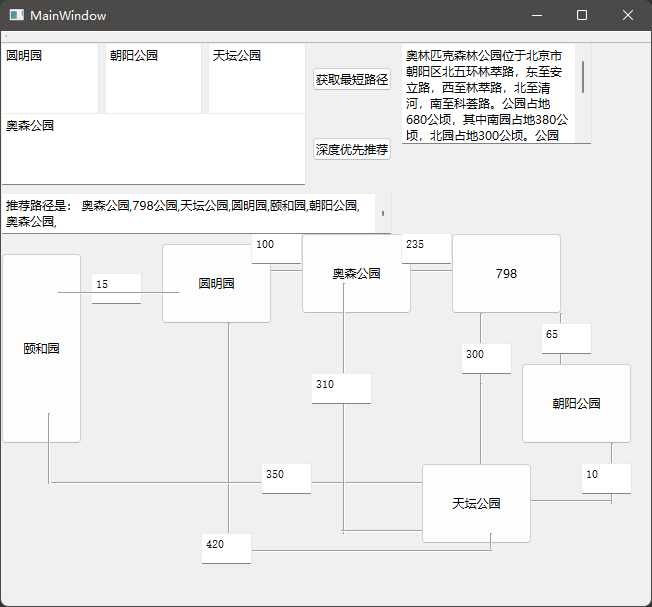 MainWindow
圆明园
朝阳公园
天坛公园
获取最短路径
奥林匹克森林公园位于北京市
朝阳区北五环林萃路，东至安
立路，西至林萃路，北至清
河，南至科荟路。公园占地
680公顷，其中南园占地380公
顷，北园占地300公顷。公园
奥森公园
深度优先推荐
推荐路径是： 奥森公园,798公园,天坛公园,圆明园,颐和园,朝阳公园,
奥森公园,
100
235
15
圆明园
奥森公园
798
65
300
颐和园
310
朝阳公园
350
10
天坛公园
420